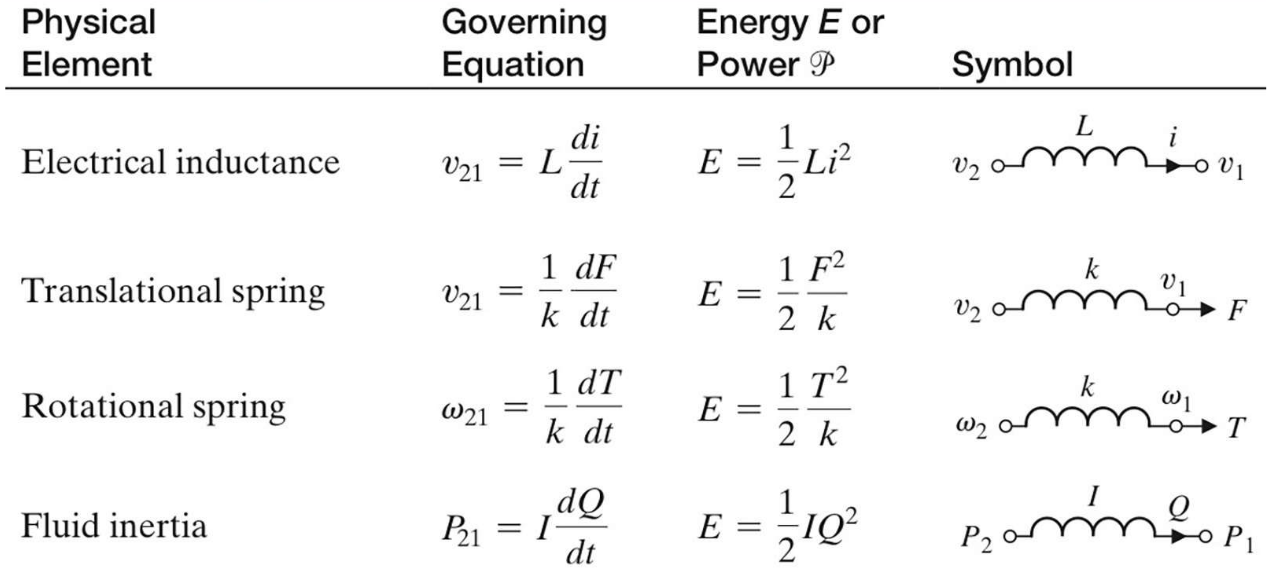 Physical Element	Governing Equation	Energy E or Power 𝒫	Symbol
Electrical inductance	v₂₁ = L di/dt	E = 1/2 Li²	v₂ L i v₁
Translational spring	v₂₁ = 1/k dF/dt	E = 1/2 F²/k	v₂ k v₁ F
Rotational spring	ω₂₁ = 1/k dT/dt	E = 1/2 T²/k	ω₂ k ω₁ T
Fluid inertia	P₂₁ = I dQ/dt	E = 1/2 IQ²	P₂ I Q P₁